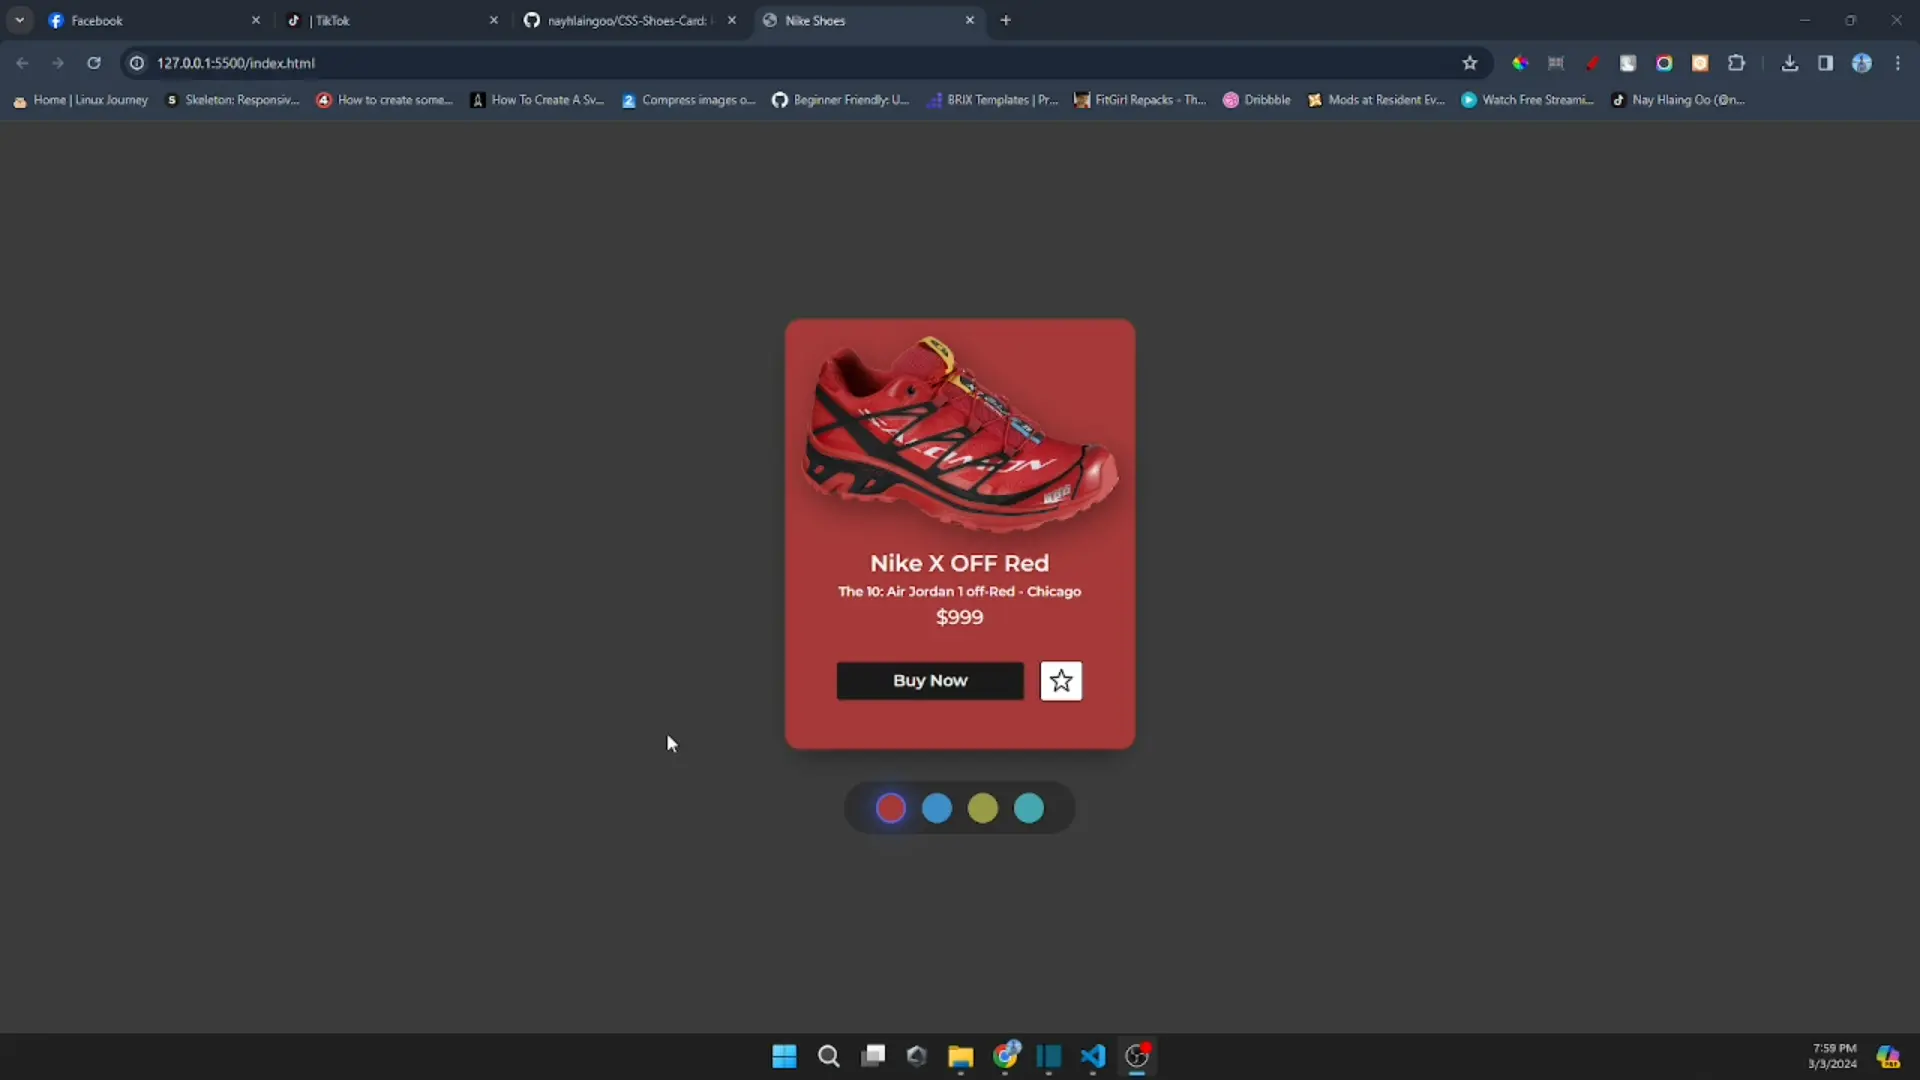 Facebook
| TikTok
nayhlaingoo/CSS-Shoes-Card:
Nike Shoes
127.0.0.1:5500/index.html
Home | Linux Journey
Skeleton: Responsiv...
How to create some...
How To Create A Sv...
Compress images o...
Beginner Friendly: U...
BRIX Templates | Pr...
FitGirl Repacks - Th...
Dribbble
Mods at Resident Ev...
Watch Free Streami...
Nay Hlaing Oo (@n...
SALOMON
Nike X OFF Red
The 10: Air Jordan 1 off-Red - Chicago
$999
Buy Now
7:59 PM
3/3/2024